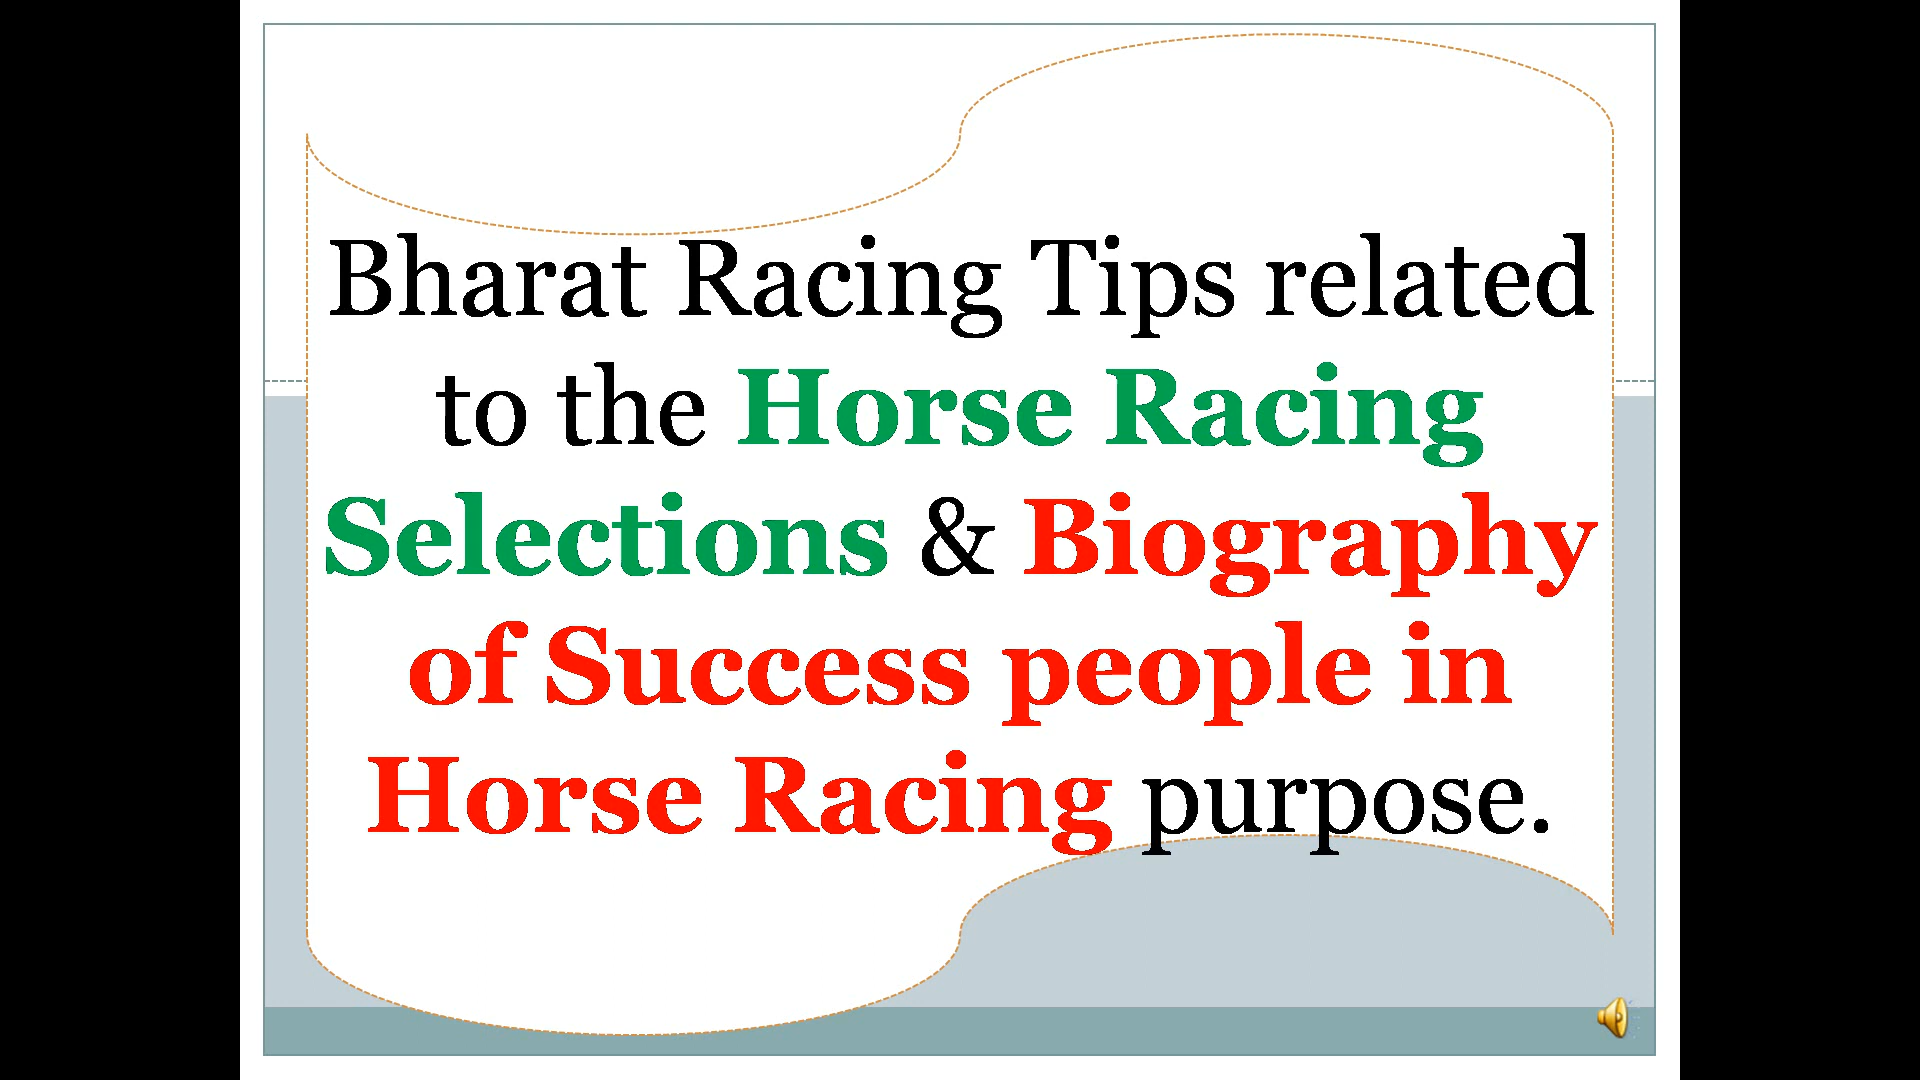 Bharat Racing Tips related
to the Horse Racing
Selections & Biography
of Success people in
Horse Racing purpose.